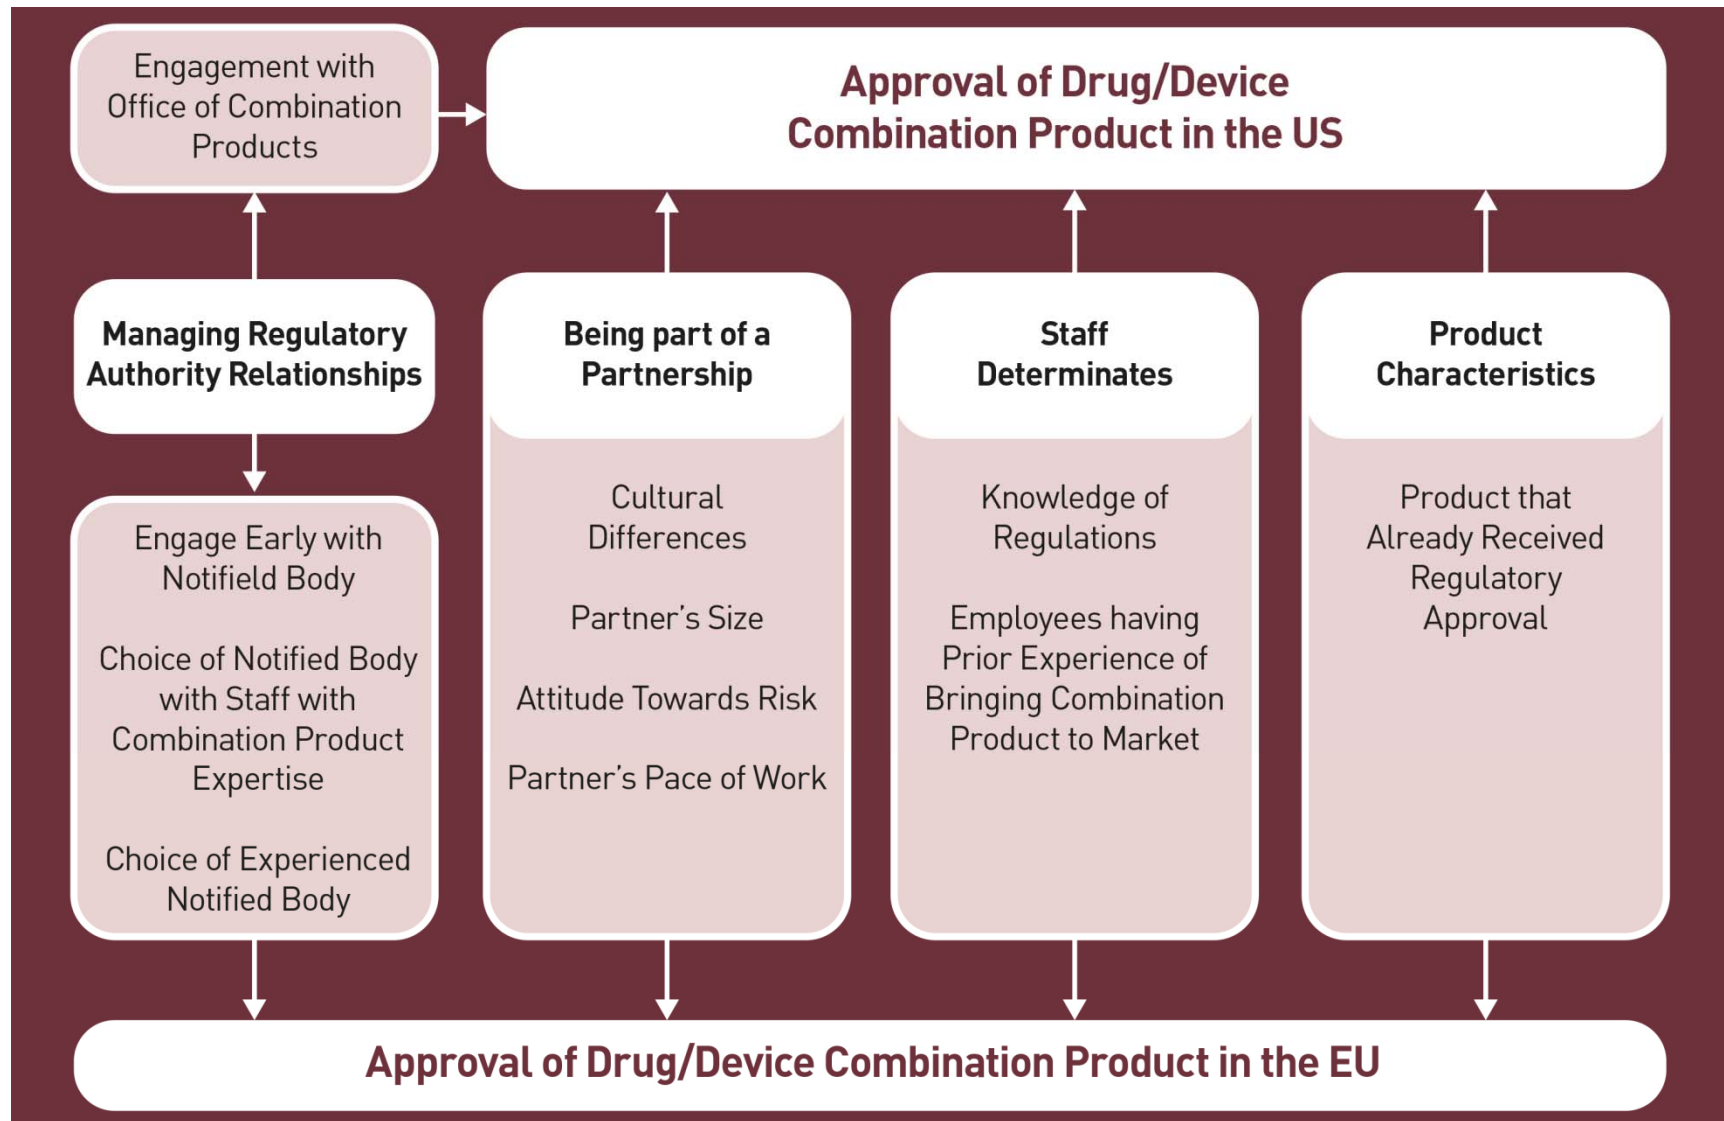 Engagement with
Office of Combination
Products
Approval of Drug/Device
Combination Product in the US
Managing Regulatory
Authority Relationships
Engage Early with
Notifield Body
Choice of Notified Body
with Staff with
Combination Product
Expertise
Choice of Experienced
Notified Body
Being part of a
Partnership
Cultural
Differences
Partner’s Size
Attitude Towards Risk
Partner’s Pace of Work
Staff
Determinates
Knowledge of
Regulations
Employees having
Prior Experience of
Bringing Combination
Product to Market
Product
Characteristics
Product that
Already Received
Regulatory
Approval
Approval of Drug/Device Combination Product in the EU